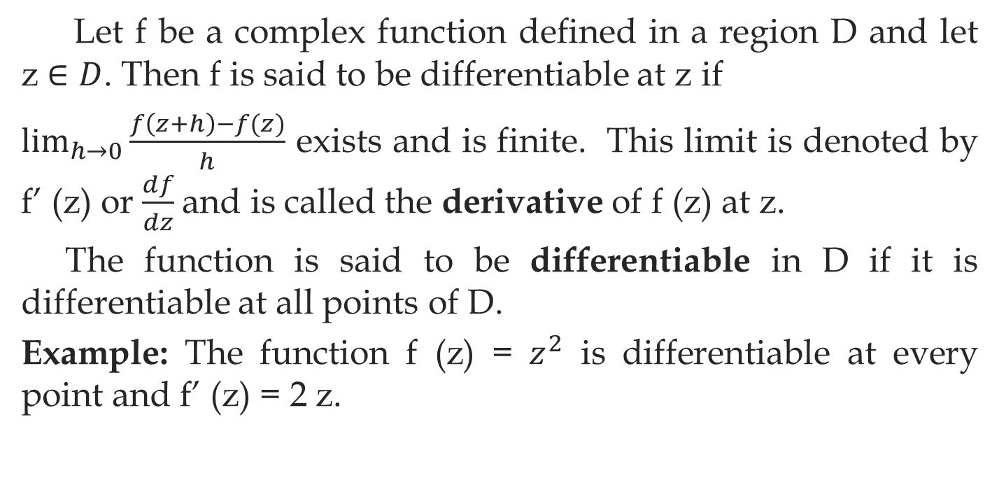 Let f be a complex function defined in a region D and let
z ∈ D. Then f is said to be differentiable at z if
lim_{h→0} \frac{f(z+h)−f(z)}{h} exists and is finite. This limit is denoted by
f′ (z) or \frac{df}{dz} and is called the derivative of f (z) at z.
The function is said to be differentiable in D if it is
differentiable at all points of D.
Example: The function f (z) = z² is differentiable at every
point and f′ (z) = 2 z.